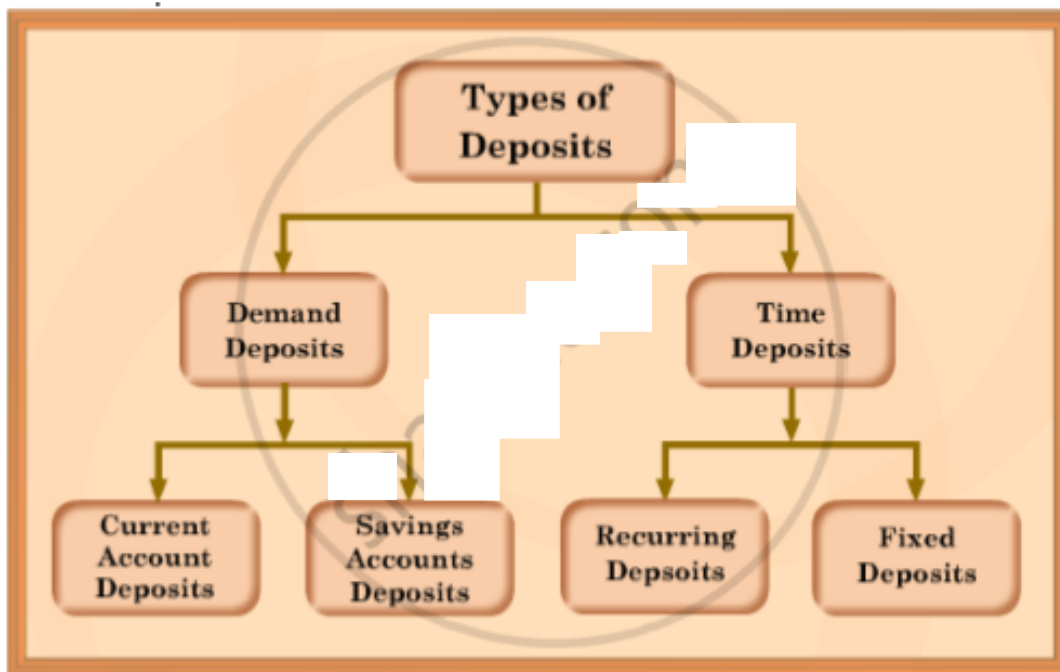 Types of
Deposits
Demand
Deposits
Time
Deposits
Current
Account
Deposits
Savings
Accounts
Deposits
Recurring
Depsoits
Fixed
Deposits